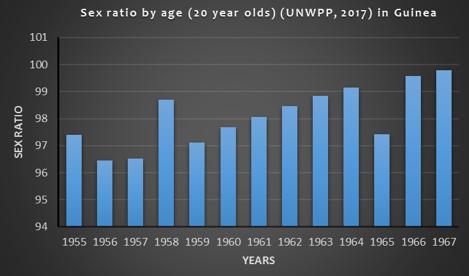 Sex ratio by age (20 year olds) (UNWPP, 2017) in Guinea
101
100
99
98
97
96
95
94
SEX RATIO
1955 1956 1957 1958 1959 1960 1961 1962 1963 1964 1965 1966 1967
YEARS